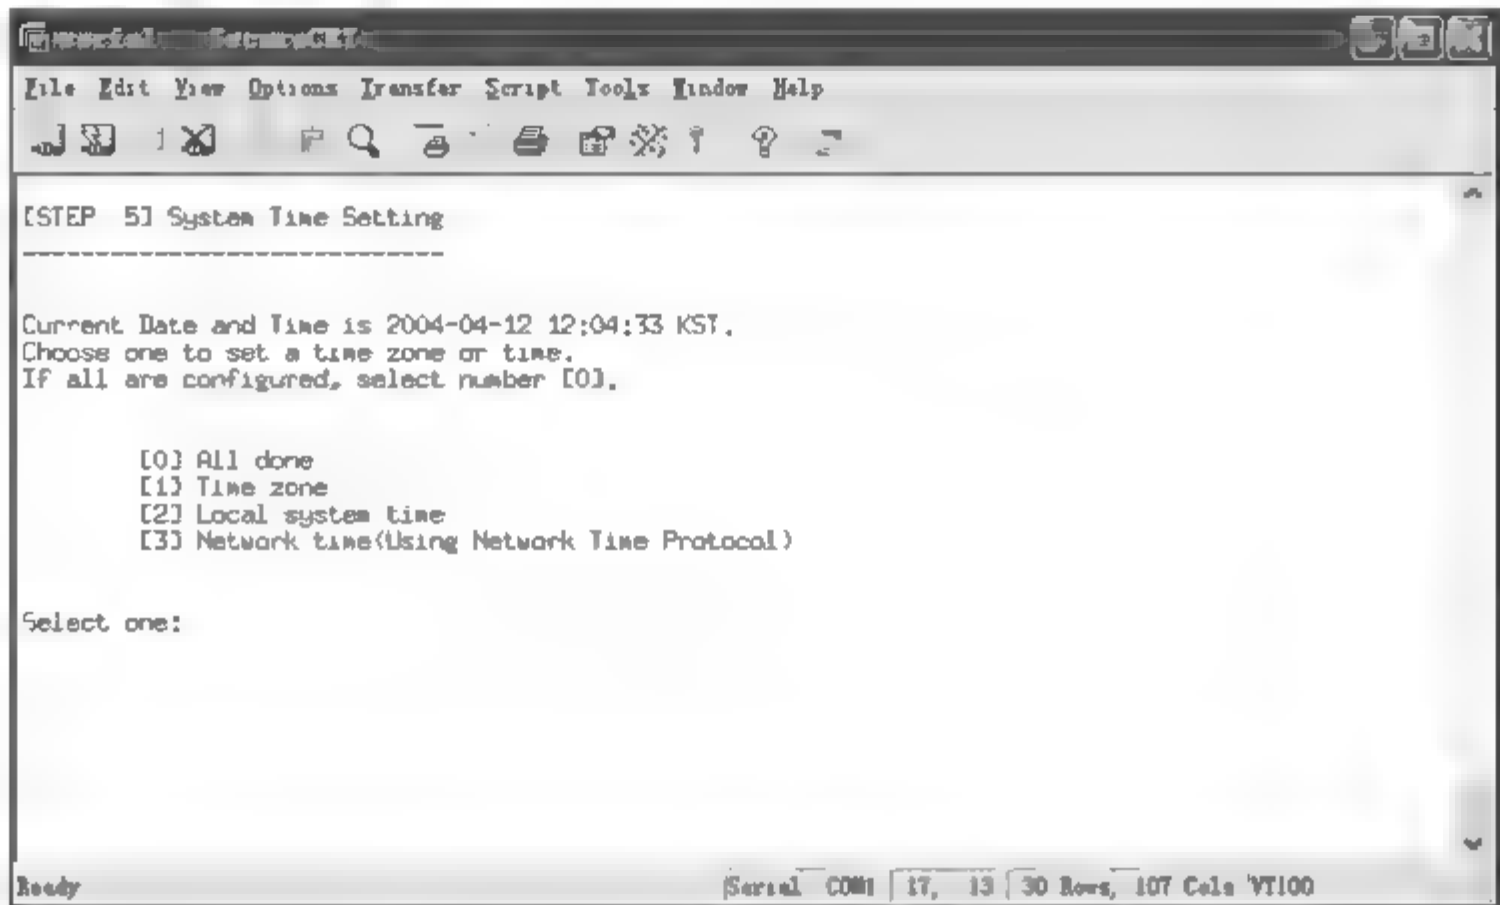 File Edit View Options Transfer Script Tools Window Help
[STEP  5] System Time Setting
-----------------------------
Current Date and Time is 2004-04-12 12:04:33 KST.
Choose one to set a time zone or time.
If all are configured, select number [0].
[0] All done
[1] Time zone
[2] Local system time
[3] Network time(Using Network Time Protocol)
Select one:
Ready Serial COM1 17, 13 30 Rows, 107 Cols VT100